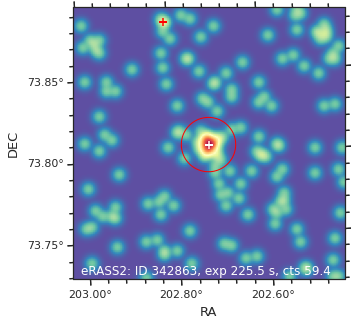 DEC
73.85°
73.80°
73.75°
eRASS2: ID 342863, exp 225.5 s, cts 59.4
203.00° 202.80° 202.60°
RA